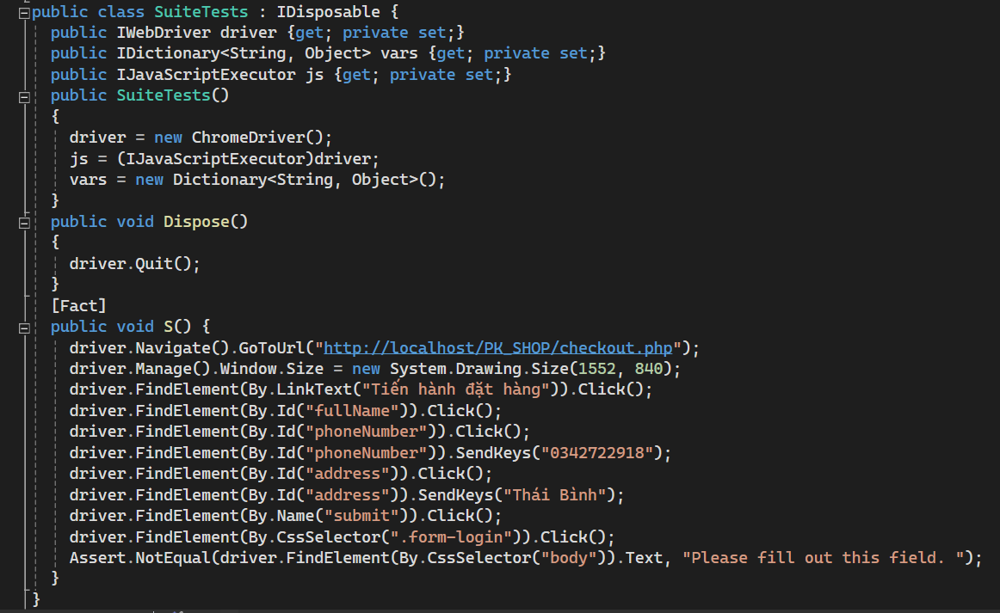 public class SuiteTests : IDisposable {
public IWebDriver driver {get; private set;}
public IDictionary<String, Object> vars {get; private set;}
public IJavaScriptExecutor js {get; private set;}
public SuiteTests()
{
driver = new ChromeDriver();
js = (IJavaScriptExecutor)driver;
vars = new Dictionary<String, Object>();
}
public void Dispose()
{
driver.Quit();
}
[Fact]
public void S() {
driver.Navigate().GoToUrl("http://localhost/PK_SHOP/checkout.php");
driver.Manage().Window.Size = new System.Drawing.Size(1552, 840);
driver.FindElement(By.LinkText("Tiến hành đặt hàng")).Click();
driver.FindElement(By.Id("fullName")).Click();
driver.FindElement(By.Id("phoneNumber")).Click();
driver.FindElement(By.Id("phoneNumber")).SendKeys("0342722918");
driver.FindElement(By.Id("address")).Click();
driver.FindElement(By.Id("address")).SendKeys("Thái Bình");
driver.FindElement(By.Name("submit")).Click();
driver.FindElement(By.CssSelector(".form-login")).Click();
Assert.NotEqual(driver.FindElement(By.CssSelector("body")).Text, "Please fill out this field. ");
}
}